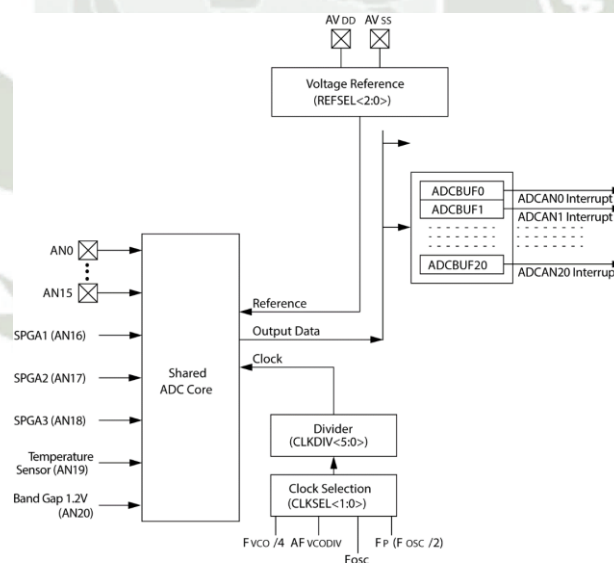 AVDD AVSS
Voltage Reference
(REFSEL<2:0>)
ADCBUF0
ADCAN0 Interrupt
ADCBUF1
ADCAN1 Interrupt
ADCBUF20
ADCAN20 Interrup
AN0
AN15
Reference
SPGA1 (AN16)
Output Data
Clock
Shared
ADC Core
SPGA2 (AN17)
SPGA3 (AN18)
Divider
(CLKDIV<5:0>)
Temperature
Sensor (AN19)
Clock Selection
(CLKSEL<1:0>)
Band Gap 1.2V
(AN20)
FVCO/4 AFVCODIV
FP (FOSC/2)
FOSC